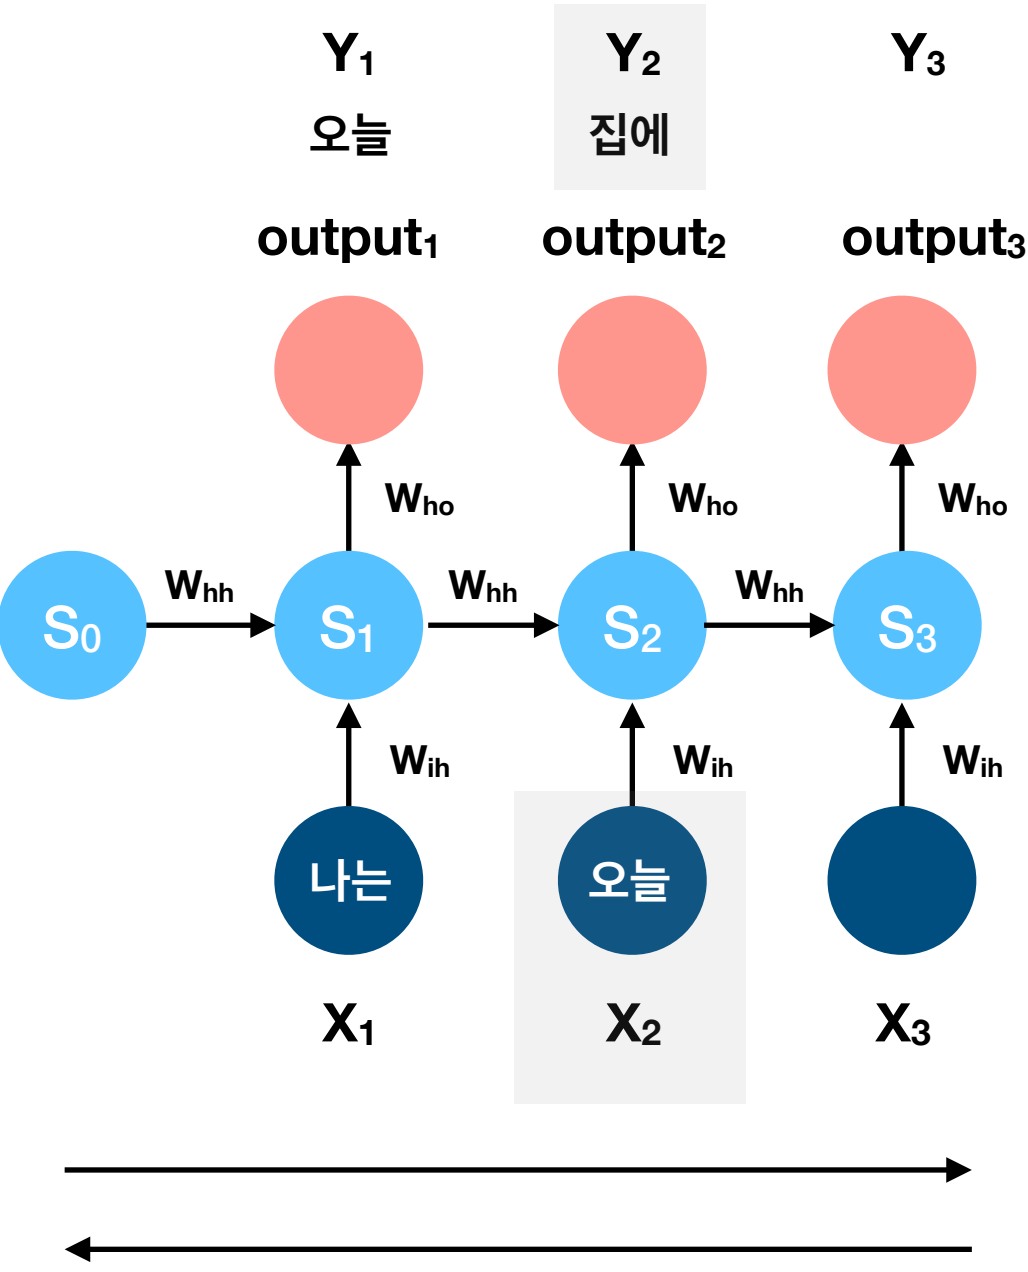 Y₁ Y₂ Y₃
오늘 집에
output₁ output₂ output₃
Wₕₒ Wₕₒ Wₕₒ
Wₕₕ Wₕₕ Wₕₕ
S₀ S₁ S₂ S₃
Wᵢₕ Wᵢₕ Wᵢₕ
나는 오늘
X₁ X₂ X₃